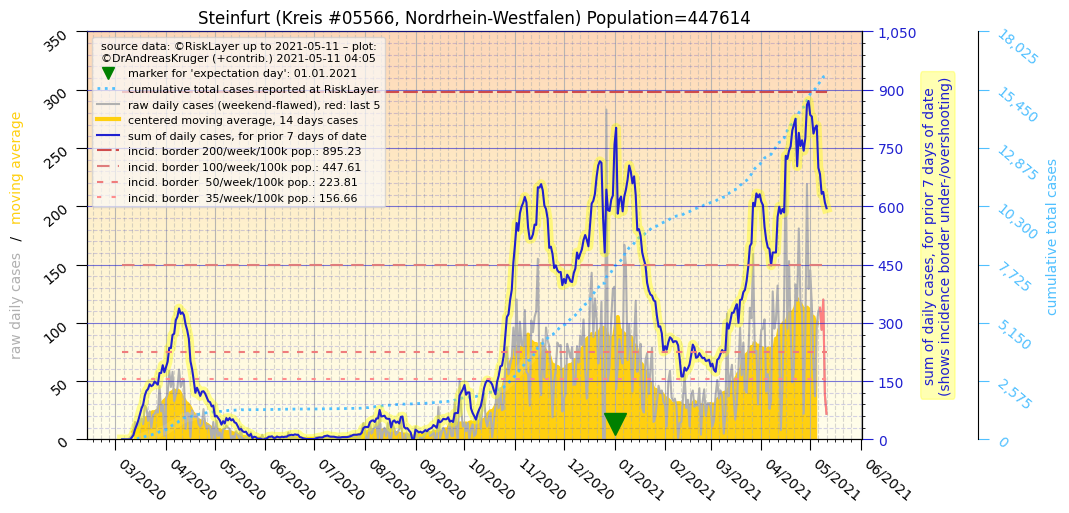 Steinfurt (Kreis #05566, Nordrhein-Westfalen) Population=447614
source data: ©RiskLayer up to 2021-05-11 – plot:
©DrAndreasKruger (+contrib.) 2021-05-11 04:05
marker for 'expectation day': 01.01.2021
cumulative total cases reported at RiskLayer
raw daily cases (weekend-flawed), red: last 5
centered moving average, 14 days cases
sum of daily cases, for prior 7 days of date
incid. border 200/week/100k pop.: 895.23
incid. border 100/week/100k pop.: 447.61
incid. border  50/week/100k pop.: 223.81
incid. border  35/week/100k pop.: 156.66
raw daily cases / moving average
350
300
250
200
150
100
50
0
1,050
900
750
600
450
300
150
0
sum of daily cases, for prior 7 days of date
(shows incidence border under-/overshooting)
18,025
15,450
12,875
10,300
7,725
5,150
2,575
0
cumulative total cases
03/2020
04/2020
05/2020
06/2020
07/2020
08/2020
09/2020
10/2020
11/2020
12/2020
01/2021
02/2021
03/2021
04/2021
05/2021
06/2021